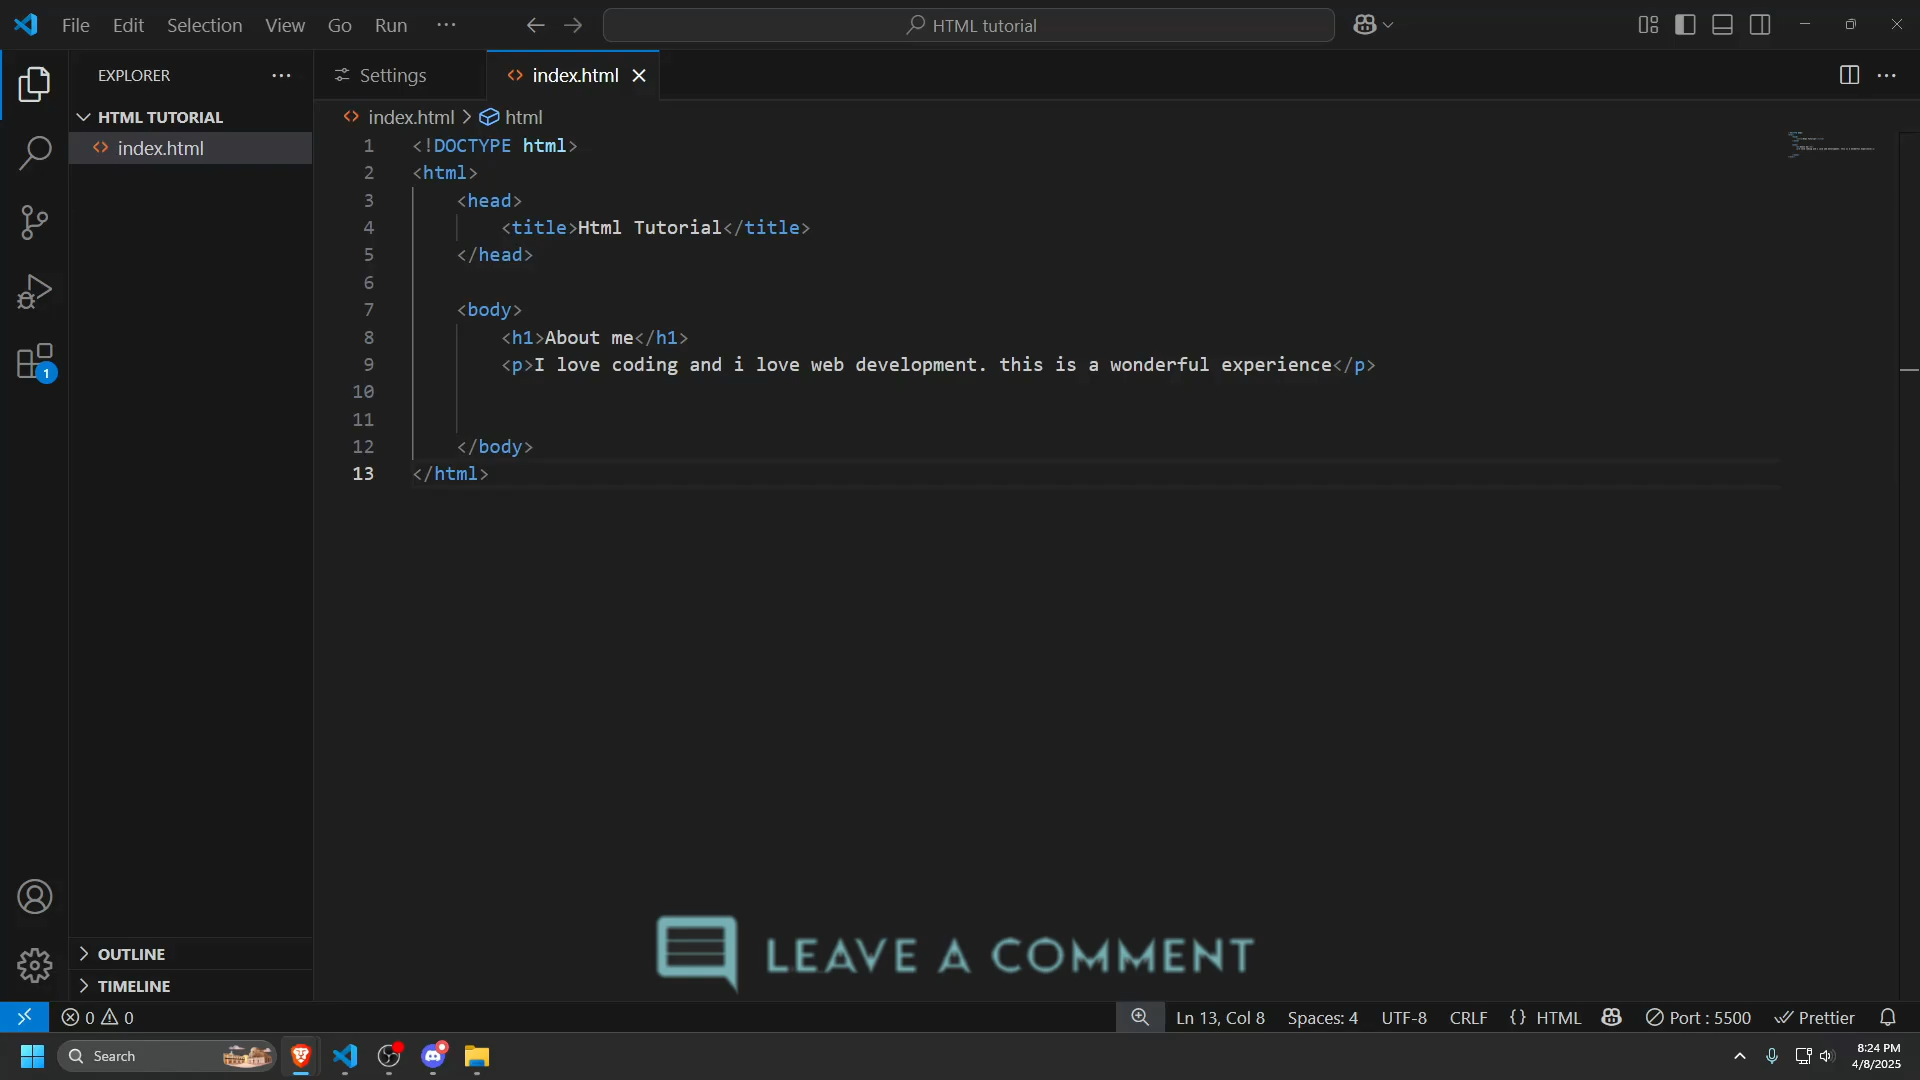 File Edit Selection View Go Run ··· HTML tutorial
EXPLORER ··· Settings index.html
HTML TUTORIAL
index.html
index.html > html
1 <!DOCTYPE html>
2 <html>
3 <head>
4 <title>Html Tutorial</title>
5 </head>
6
7 <body>
8 <h1>About me</h1>
9 <p>I love coding and i love web development. this is a wonderful experience</p>
10
11
12 </body>
13 </html>
1
OUTLINE
TIMELINE
LEAVE A COMMENT
0 0 Ln 13, Col 8 Spaces: 4 UTF-8 CRLF {} HTML Port : 5500 Prettier
Search 8:24 PM
4/8/2025